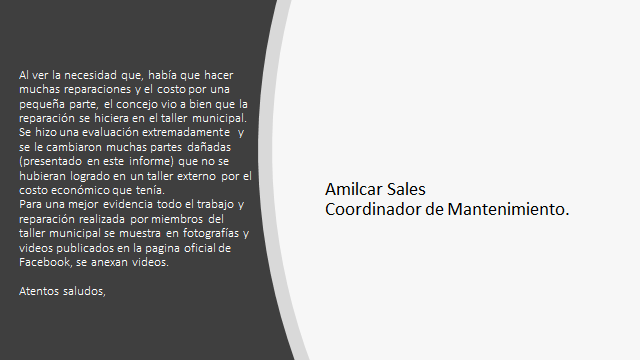 Al ver la necesidad que, había que hacer
muchas reparaciones y el costo por una
pequeña parte, el concejo vio a bien que la
reparación se hiciera en el taller municipal.
Se hizo una evaluación extremadamente y
se le cambiaron muchas partes dañadas
(presentado en este informe) que no se
hubieran logrado en un taller externo por el
costo económico que tenía.
Para una mejor evidencia todo el trabajo y
reparación realizada por miembros del
taller municipal se muestra en fotografías y
videos publicados en la pagina oficial de
Facebook, se anexan videos.
Atentos saludos,
Amilcar Sales
Coordinador de Mantenimiento.